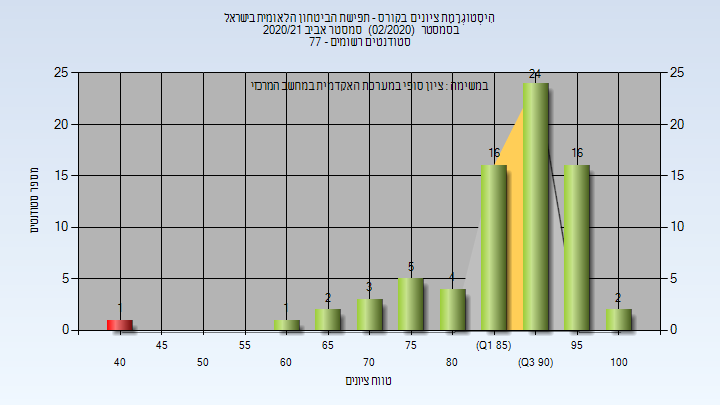 הִיסְטוֹגְרָמַת ציונים בקורס - תפישת הביטחון הלאומית בישראל
בסמסטר (02/2020) סמסטר אביב 2020/21
סטודנטים רשומים - 77
במשימה : ציון סופי במערכת האקדמית במחשב המרכזי
25 25
20 20
15 15
10 10
5 5
0 0
מספר סטודנטים
1 1 2 3 5 4 16 24 16 2
45 55 65 75 (Q1 85) 95
40 50 60 70 80 (Q3 90) 100
טווח ציונים